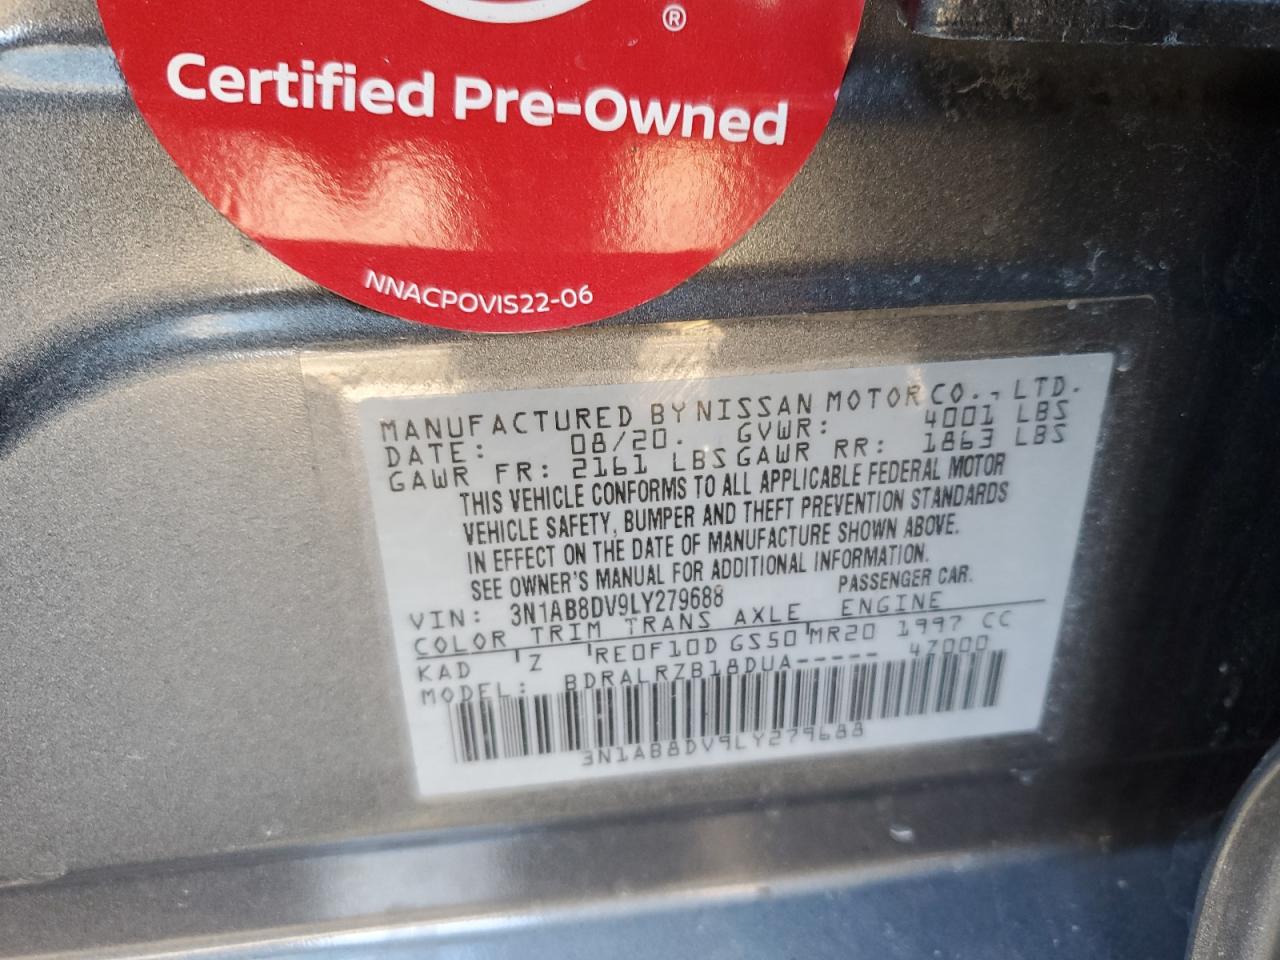 ®
Certified Pre-Owned
NNACPOVIS22-06
MANUFACTURED BY NISSAN MOTOR CO., LTD.
DATE: 08/20. GVWR: 4001 LBS
GAWR FR: 2161 LBS GAWR RR: 1863 LBS
THIS VEHICLE CONFORMS TO ALL APPLICABLE FEDERAL MOTOR
VEHICLE SAFETY, BUMPER AND THEFT PREVENTION STANDARDS
IN EFFECT ON THE DATE OF MANUFACTURE SHOWN ABOVE.
SEE OWNER'S MANUAL FOR ADDITIONAL INFORMATION.
VIN: 3N1AB8DV9LY279688 PASSENGER CAR.
COLOR TRIM TRANS AXLE ENGINE
KAD Z RE0F10D GS50 MR20 1997 CC
MODEL: BDRALRZB18DUA----- 47000
3N1AB8DV9LY279688